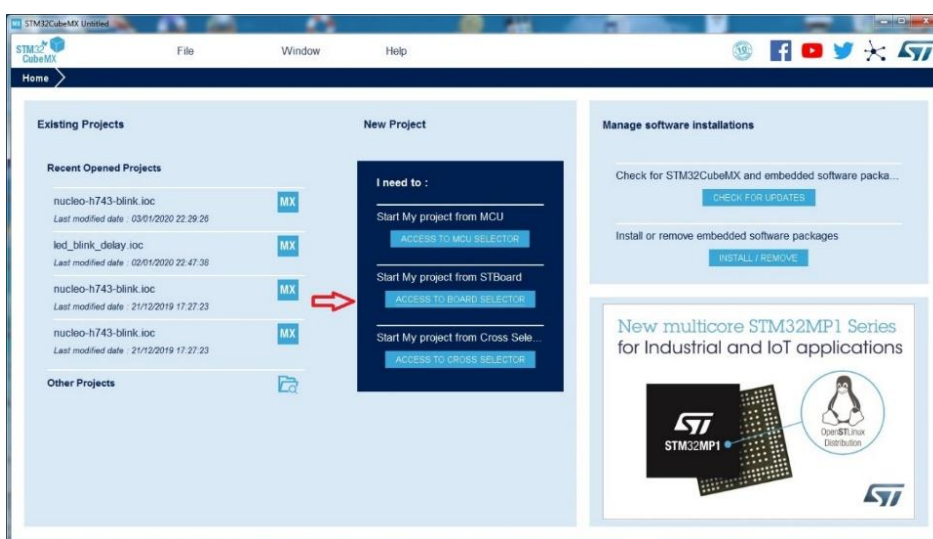 STM32CubeMX Untitled
STM32
CubeMX
File
Window
Help
Home
Existing Projects
Recent Opened Projects
nucleo-h743-blink.ioc
MX
Last modified date : 03/01/2020 22:29:26
led_blink_delay.ioc
MX
Last modified date : 02/01/2020 22:47:38
nucleo-h743-blink.ioc
MX
Last modified date : 21/12/2019 17:27:23
nucleo-h743-blink.ioc
MX
Last modified date : 21/12/2019 17:27:23
Other Projects
New Project
I need to :
Start My project from MCU
ACCESS TO MCU SELECTOR
Start My project from STBoard
ACCESS TO BOARD SELECTOR
Start My project from Cross Sele...
ACCESS TO CROSS SELECTOR
Manage software installations
Check for STM32CubeMX and embedded software packa...
CHECK FOR UPDATES
Install or remove embedded software packages
INSTALL / REMOVE
New multicore STM32MP1 Series
for Industrial and IoT applications
ST
STM32MP1
OpenSTLinux
Distribution
ST